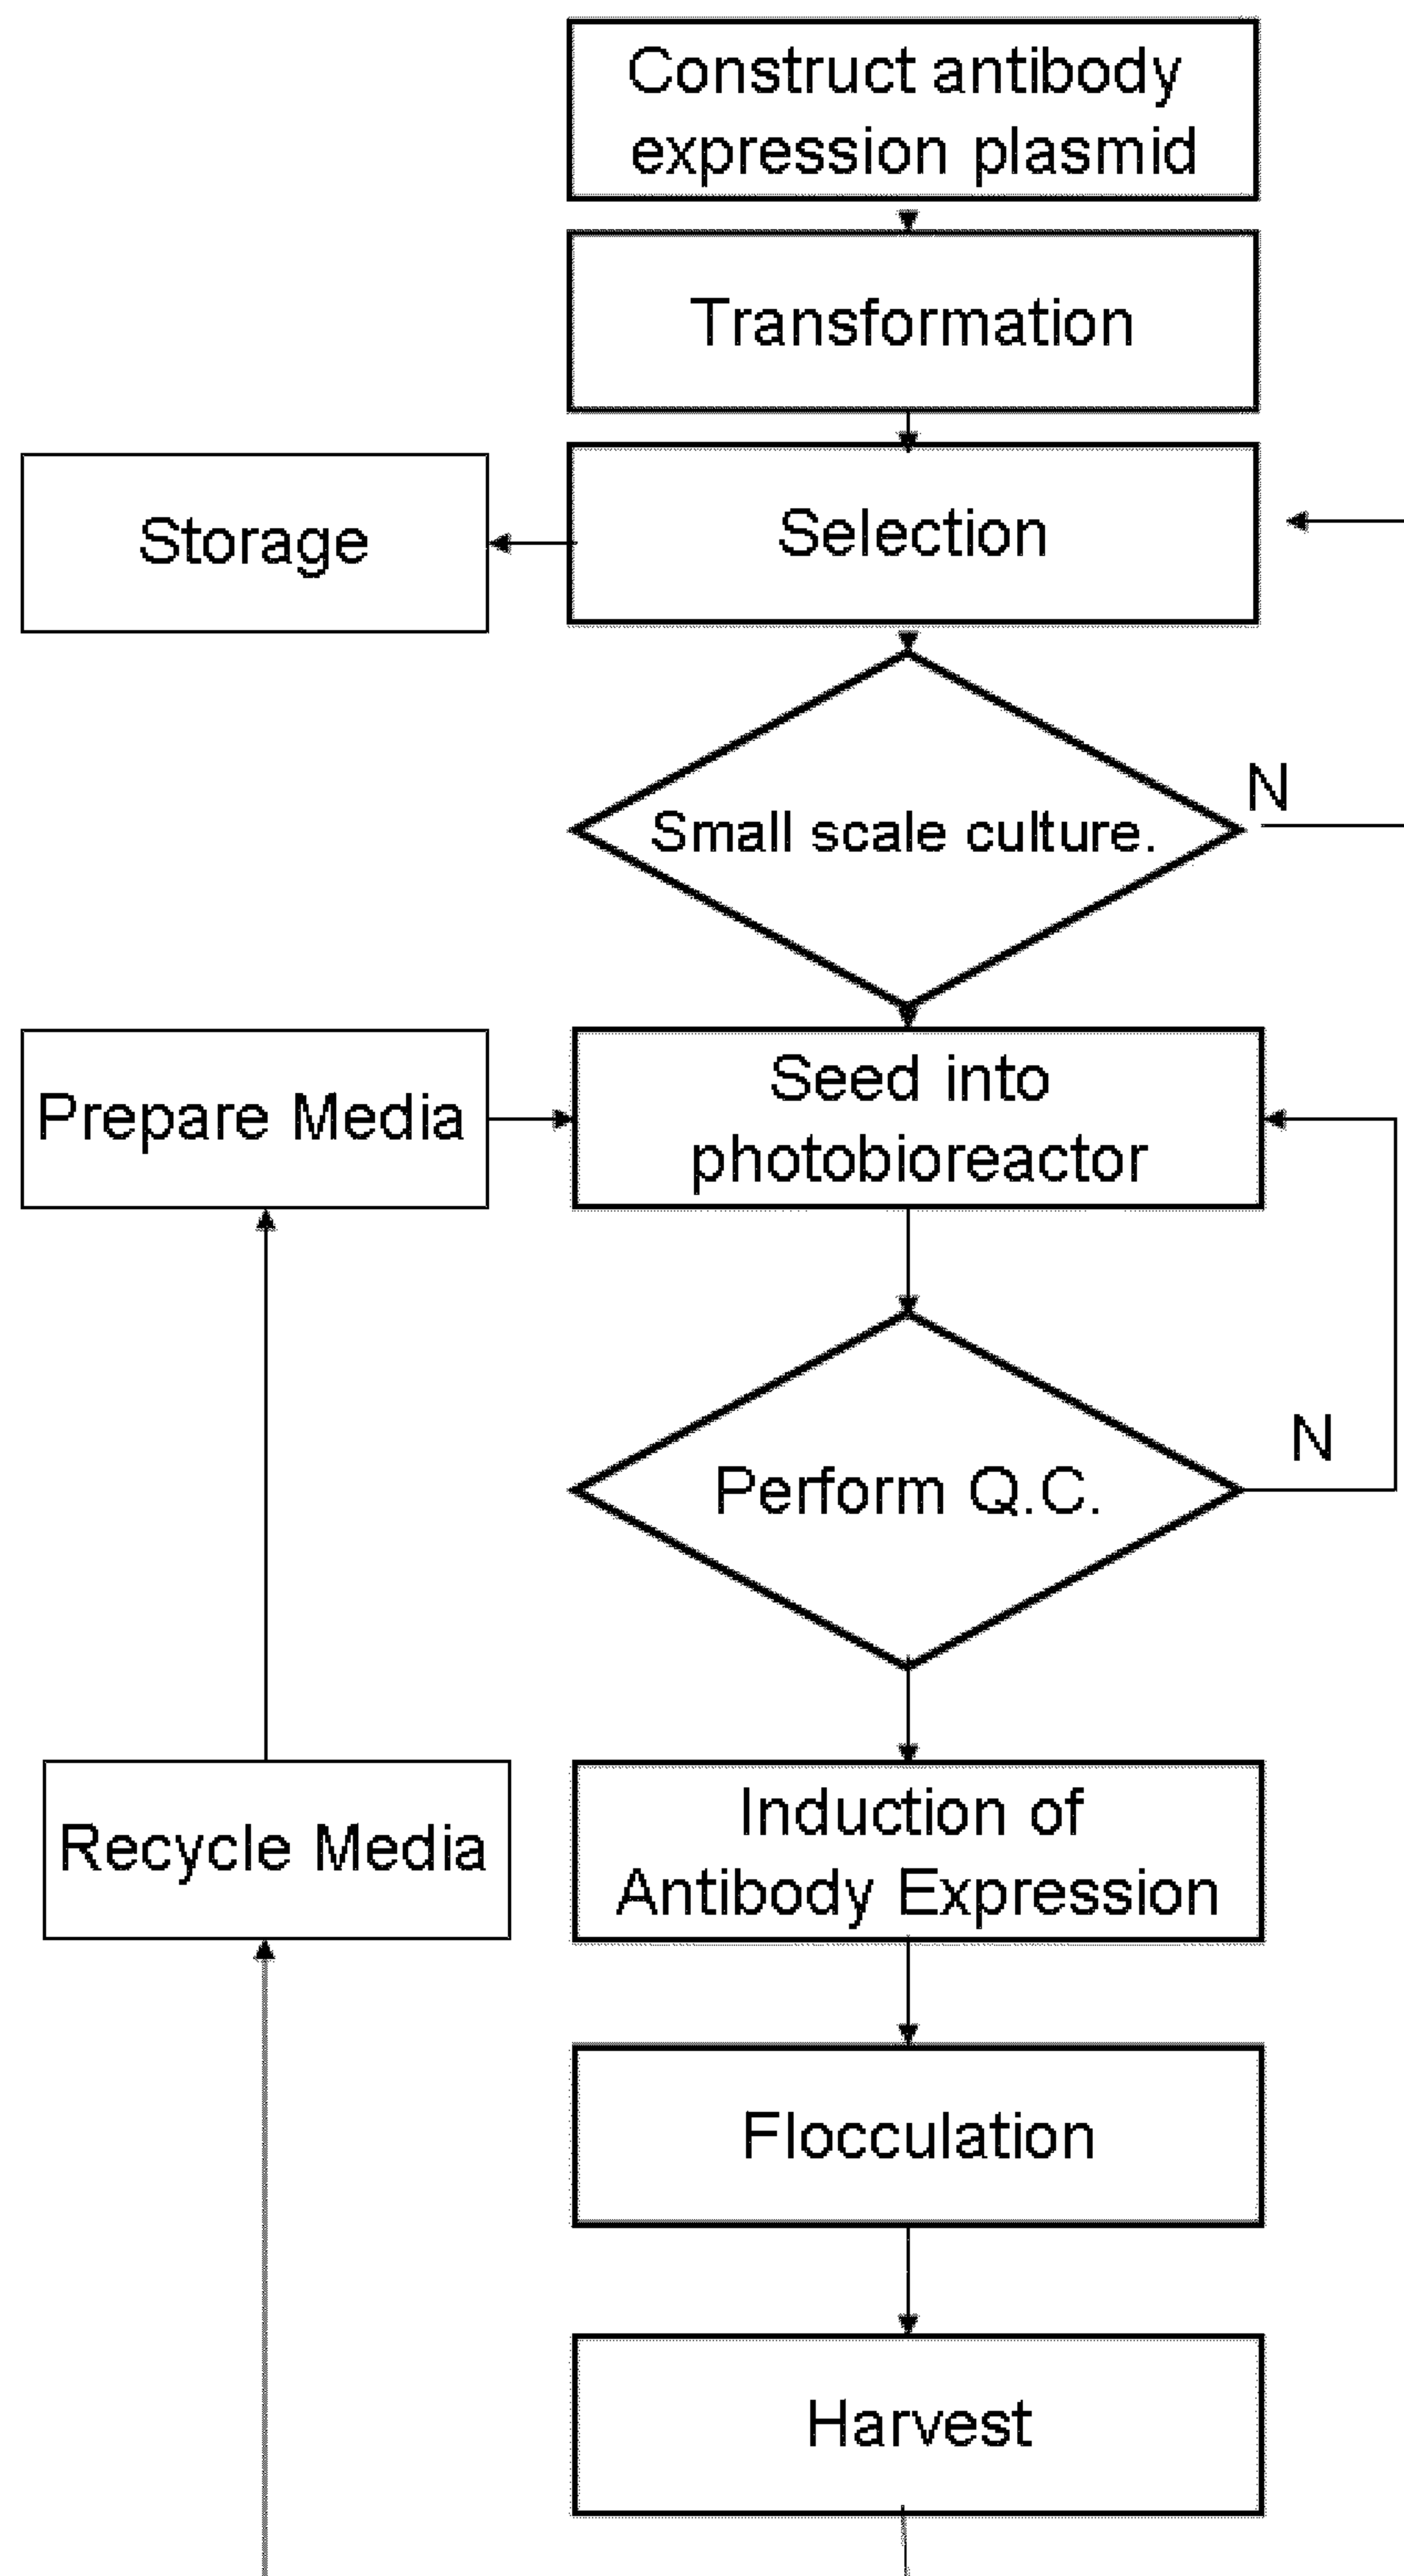 Construct antibody
expression plasmid
Transformation
Storage
Selection
Small scale culture.
N
Prepare Media
Seed into
photobioreactor
Perform Q.C.
N
Recycle Media
Induction of
Antibody Expression
Flocculation
Harvest